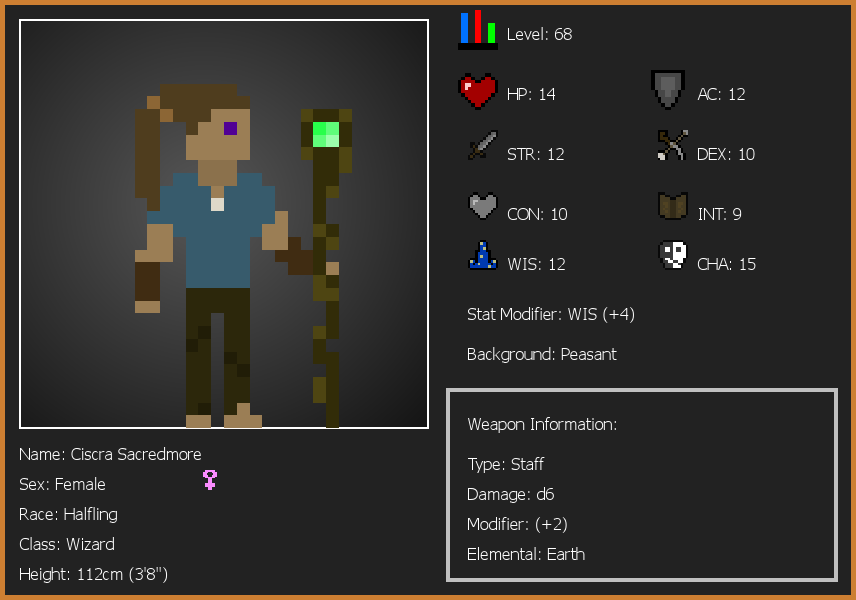 Level: 68
HP: 14
AC: 12
STR: 12
DEX: 10
CON: 10
INT: 9
WIS: 12
CHA: 15
Stat Modifier: WIS (+4)
Background: Peasant
Weapon Information:
Type: Staff
Damage: d6
Modifier: (+2)
Elemental: Earth
Name: Ciscra Sacredmore
Sex: Female
Race: Halfling
Class: Wizard
Height: 112cm (3'8")